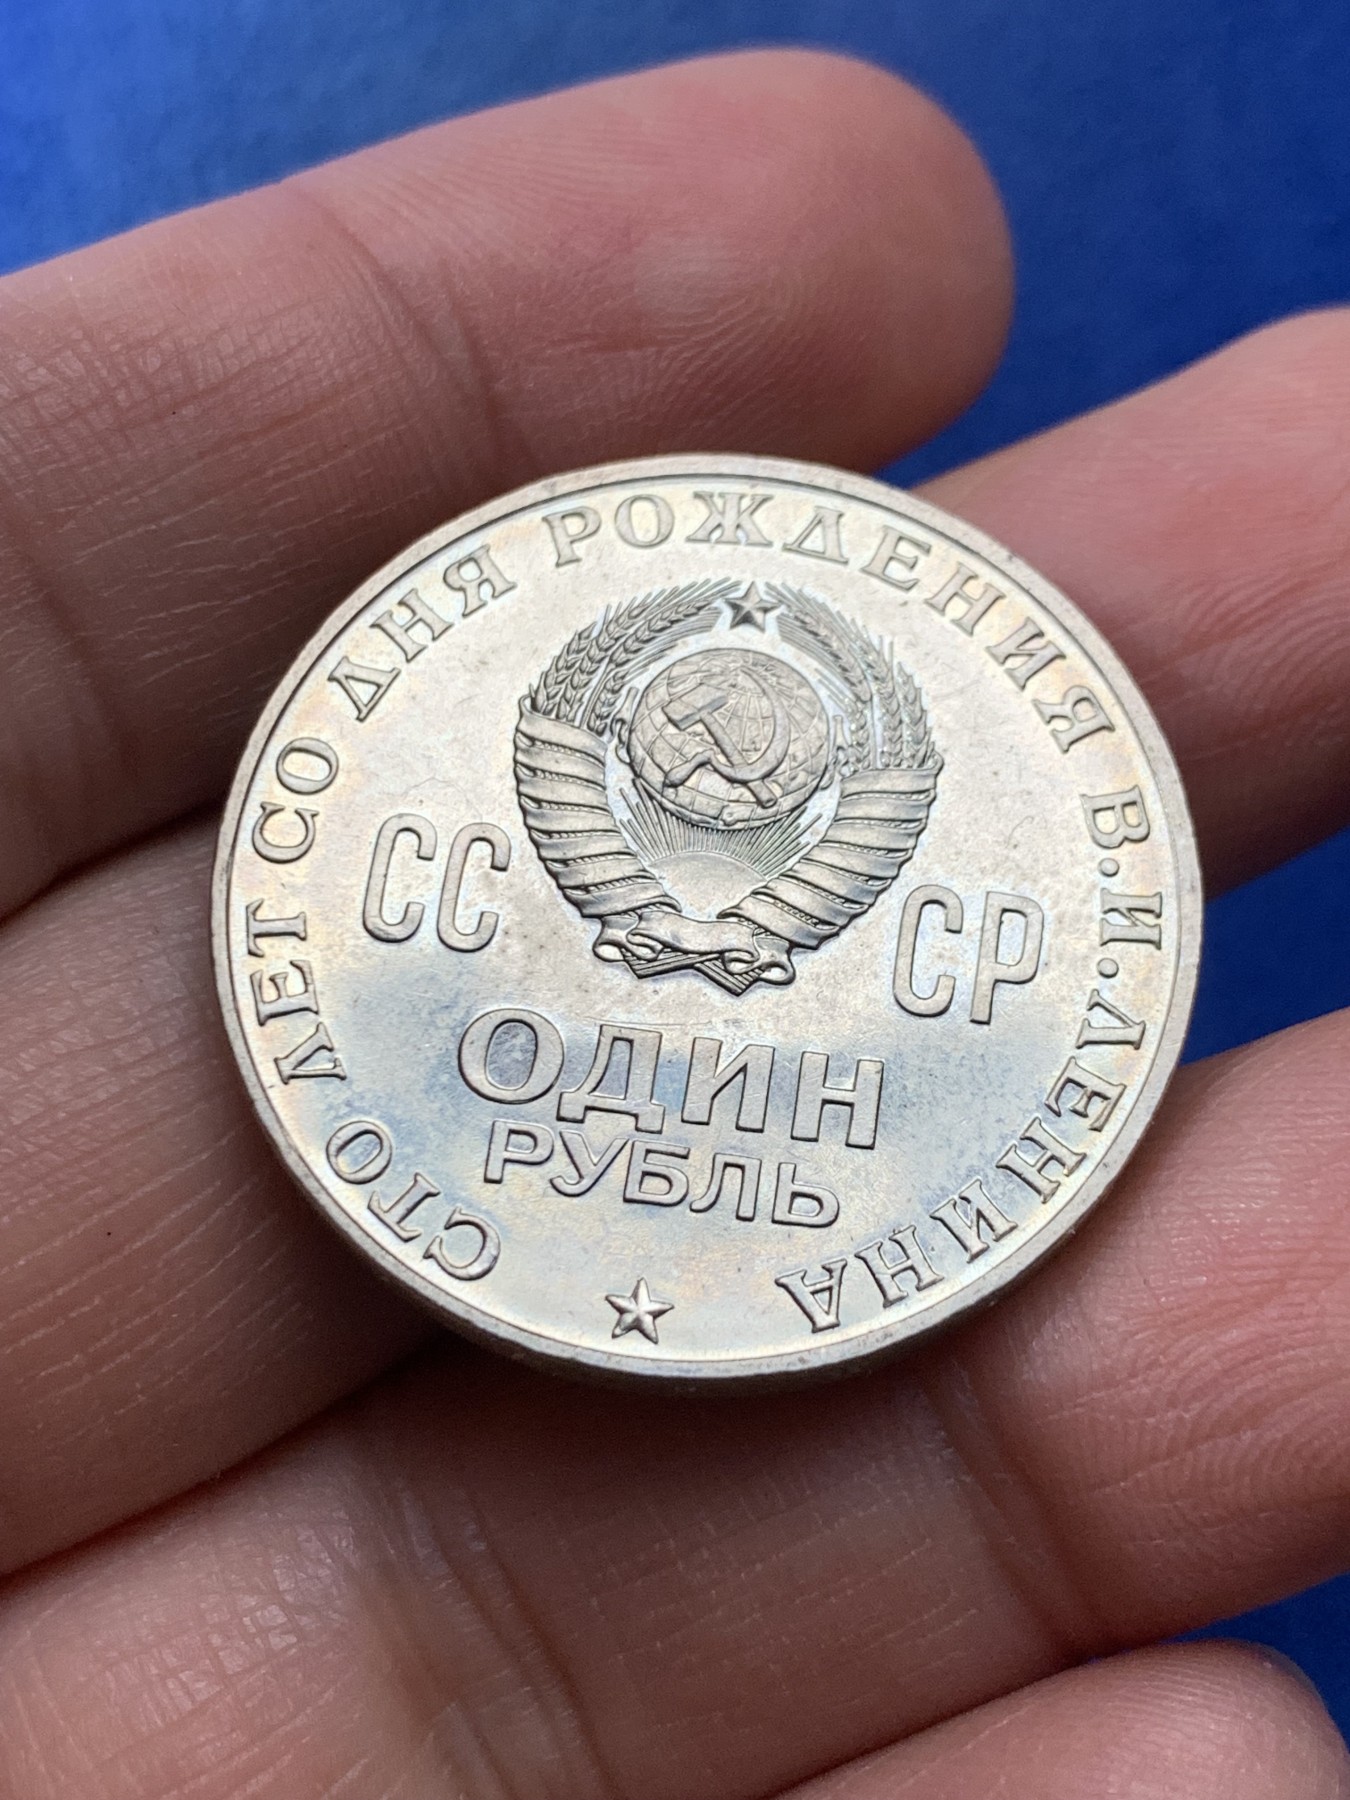 СТО ЛЕТ СО ДНЯ РОЖДЕНИЯ В.И.ЛЕНИНА
СС СР
ОДИН
РУБЛЬ